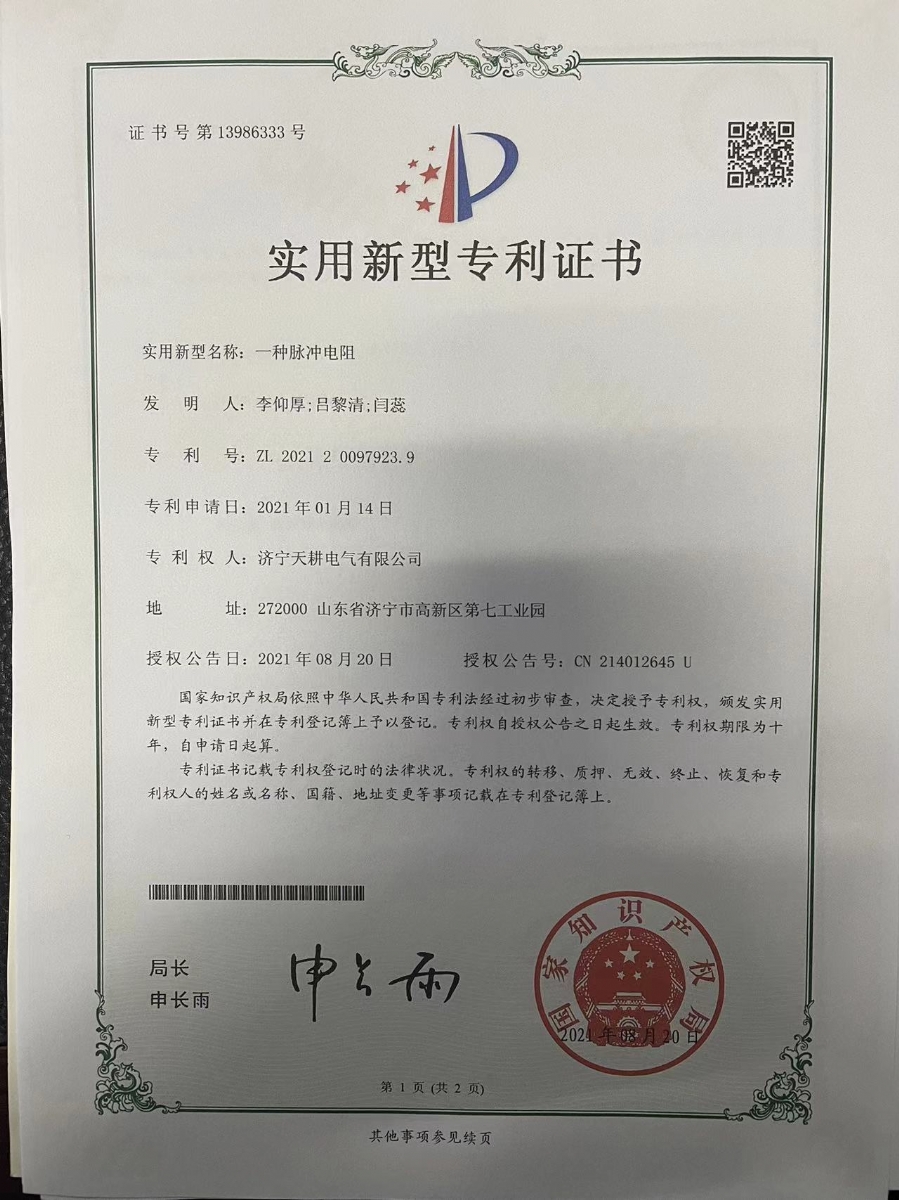 证书号第13986333号
实用新型专利证书
实用新型名称：一种脉冲电阻
发明人：李仰厚;吕黎清;闫蕊
专利号：ZL 2021 2 0097923.9
专利申请日：2021年01月14日
专利权人：济宁天耕电气有限公司
地址：272000 山东省济宁市高新区第七工业园
授权公告日：2021年08月20日 授权公告号：CN 214012645 U
国家知识产权局依照中华人民共和国专利法经过初步审查，决定授予专利权，颁发实用
新型专利证书并在专利登记簿上予以登记。专利权自授权公告之日起生效。专利权期限为十
年，自申请日起算。
专利证书记载专利权登记时的法律状况。专利权的转移、质押、无效、终止、恢复和专
利权人的姓名或名称、国籍、地址变更等事项记载在专利登记簿上。
局长
申长雨
申长雨
国家知识产权局
2021年08月20日
第 1 页 (共 2 页)
其他事项参见续页